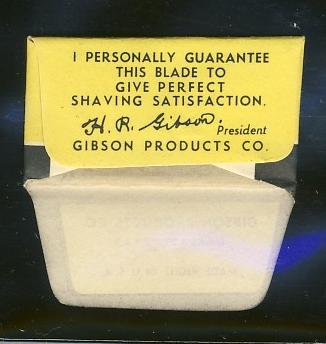 I PERSONALLY GUARANTEE
THIS BLADE TO
GIVE PERFECT
SHAVING SATISFACTION.
H. R. Gibson. President
GIBSON PRODUCTS CO.